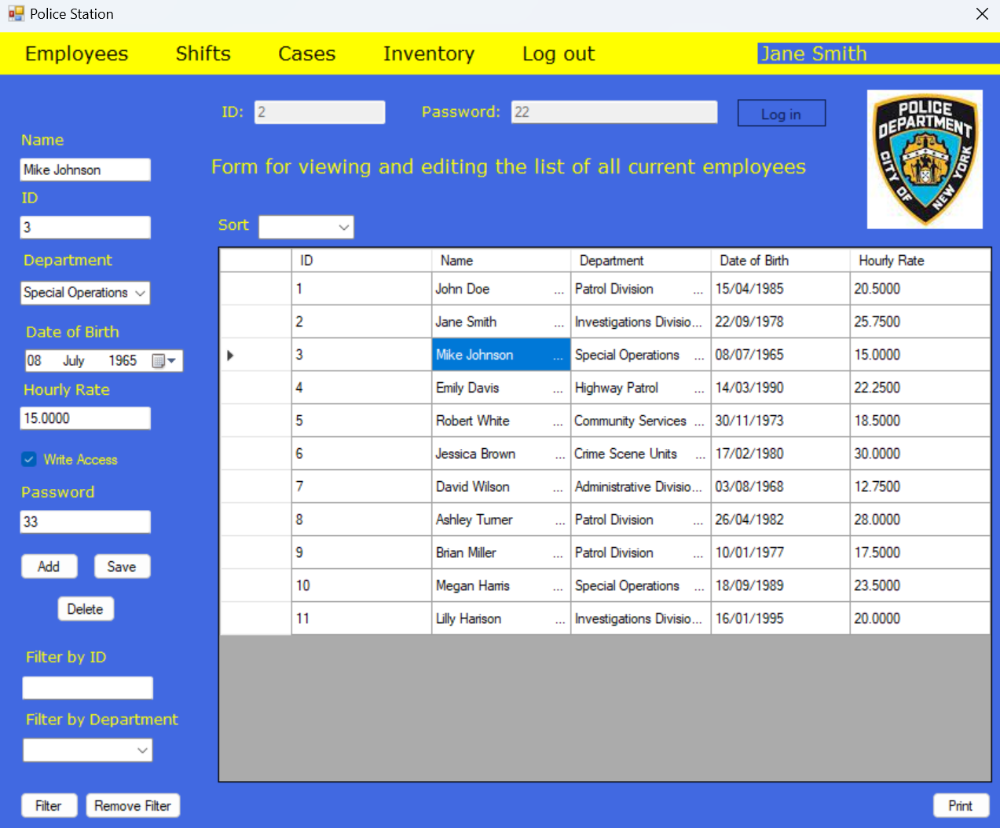 Police Station
Employees Shifts Cases Inventory Log out Jane Smith
ID: 2 Password: 22 Log in
POLICE
DEPARTMENT
CITY OF
NEW YORK
Form for viewing and editing the list of all current employees
Name
Mike Johnson
ID
3
Department
Special Operations
Date of Birth
08 July 1965
Hourly Rate
15.0000
Write Access
Password
33
Add Save
Delete
Filter by ID
Filter by Department
Filter Remove Filter
Sort
ID Name Department Date of Birth Hourly Rate
1 John Doe ... Patrol Division ... 15/04/1985 20.5000
2 Jane Smith ... Investigations Divisio... 22/09/1978 25.7500
3 Mike Johnson ... Special Operations ... 08/07/1965 15.0000
4 Emily Davis ... Highway Patrol ... 14/03/1990 22.2500
5 Robert White ... Community Services ... 30/11/1973 18.5000
6 Jessica Brown ... Crime Scene Units ... 17/02/1980 30.0000
7 David Wilson ... Administrative Divisio... 03/08/1968 12.7500
8 Ashley Turner ... Patrol Division ... 26/04/1982 28.0000
9 Brian Miller ... Patrol Division ... 10/01/1977 17.5000
10 Megan Harris ... Special Operations ... 18/09/1989 23.5000
11 Lilly Harison ... Investigations Divisio... 16/01/1995 20.0000
Print